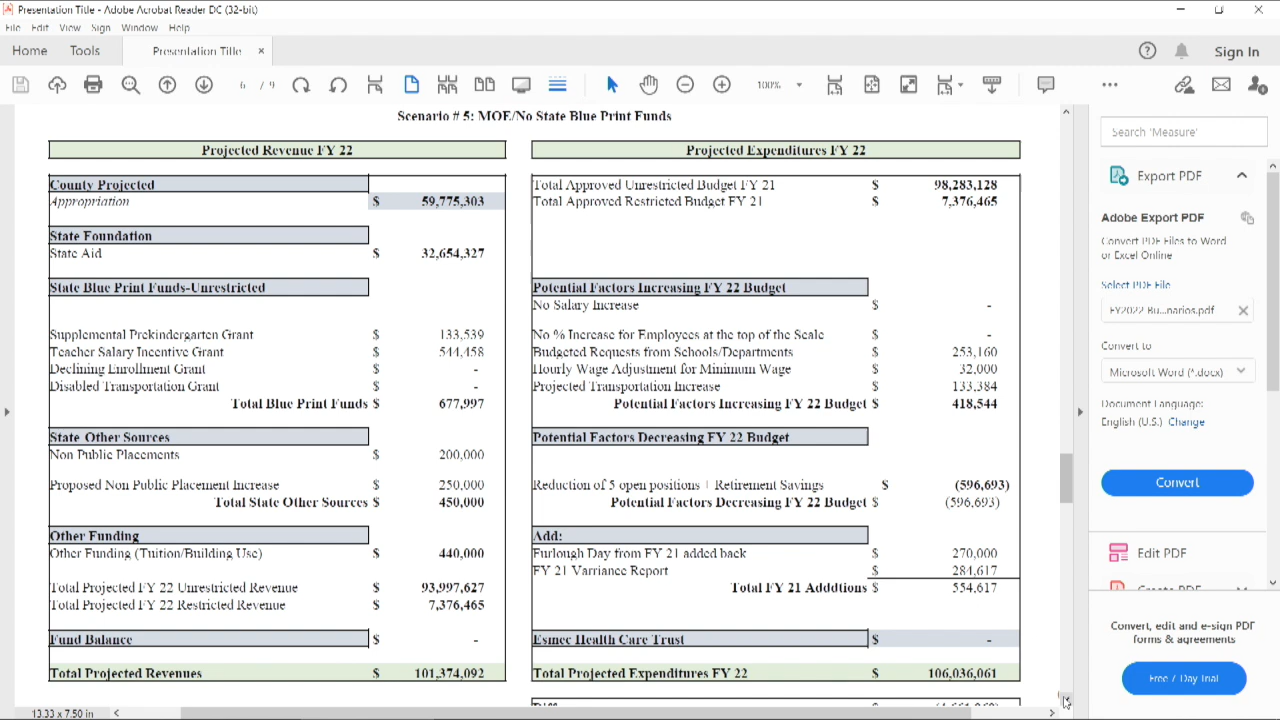 Presentation Title - Adobe Acrobat Reader DC (32-bit)
File Edit View Sign Window Help
Home Tools Presentation Title × Sign In
6 / 9 100%
Scenario # 5: MOE/No State Blue Print Funds
Projected Revenue FY 22
County Projected
Appropriation $ 59,775,303
State Foundation
State Aid $ 32,654,327
State Blue Print Funds-Unrestricted
Supplemental Prekindergarten Grant $ 133,539
Teacher Salary Incentive Grant $ 544,458
Declining Enrollment Grant $ -
Disabled Transportation Grant $ -
Total Blue Print Funds $ 677,997
State Other Sources
Non Public Placements $ 200,000
Proposed Non Public Placement Increase $ 250,000
Total State Other Sources $ 450,000
Other Funding
Other Funding (Tuition/Building Use) $ 440,000
Total Projected FY 22 Unrestricted Revenue $ 93,997,627
Total Projected FY 22 Restricted Revenue $ 7,376,465
Fund Balance $ -
Total Projected Revenues $ 101,374,092
Projected Expenditures FY 22
Total Approved Unrestricted Budget FY 21 $ 98,283,128
Total Approved Restricted Budget FY 21 $ 7,376,465
Potential Factors Increasing FY 22 Budget
No Salary Increase $ -
No % Increase for Employees at the top of the Scale $ -
Budgeted Requests from Schools/Departments $ 253,160
Hourly Wage Adjustment for Minimum Wage $ 32,000
Projected Transportation Increase $ 133,384
Potential Factors Increasing FY 22 Budget $ 418,544
Potential Factors Decreasing FY 22 Budget
Reduction of 5 open positions + Retirement Savings $ (596,693)
Potential Factors Decreasing FY 22 Budget $ (596,693)
Add:
Furlough Day from FY 21 added back $ 270,000
FY 21 Varriance Report $ 284,617
Total FY 21 Adddtions $ 554,617
Esmec Health Care Trust $ -
Total Projected Expenditures FY 22 $ 106,036,061
13.33 x 7.50 in
Search 'Measure'
Export PDF
Adobe Export PDF
Convert PDF Files to Word
or Excel Online
Select PDF File
FY2022 Bu...narios.pdf
Convert to
Microsoft Word (*.docx)
Document Language:
English (U.S.) Change
Convert
Edit PDF
Convert, edit and e-sign PDF
forms & agreements
Free 7 Day Trial